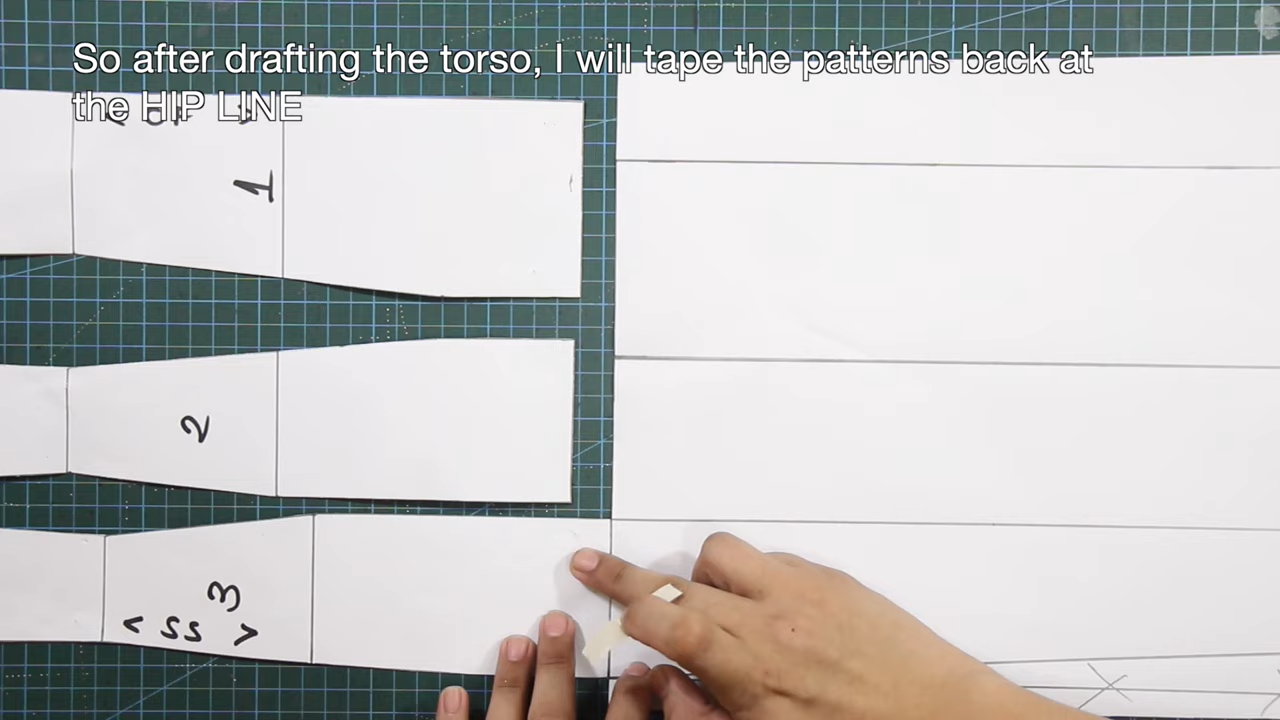 So after drafting the torso, I will tape the patterns back at
the HIP LINE
1
2
3
< SS >